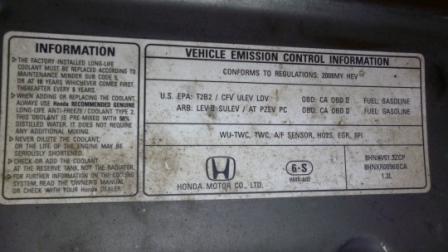 INFORMATION
THE FACTORY INSTALLED LONG-LIFE
COOLANT MUST BE REPLACED ACCORDING TO
MAINTENANCE MINDER SUB CODE 5,
OR AT 10 YEARS WHICHEVER COMES FIRST,
THEREAFTER EVERY 5 YEARS.
WHEN ADDING OR REPLACING THE COOLANT,
ALWAYS USE Honda RECOMMENDED GENUINE
LONG-LIFE ANTI-FREEZE / COOLANT TYPE 2.
THIS COOLANT IS PRE-MIXED WITH 50%
DISTILLED WATER. IT DOES NOT REQUIRE
ANY ADDITIONAL MIXING.
NEVER DILUTE THE COOLANT,
OR THE LIFE OF THE ENGINE MAY BE
SERIOUSLY SHORTENED.
CHECK OR ADD THE COOLANT
AT THE RESERVE TANK, NOT THE RADIATOR.
FOR FURTHER INFORMATION ON THE COOLING
SYSTEM, READ THE OWNER'S MANUAL
OR CHECK WITH YOUR Honda DEALER.
VEHICLE EMISSION CONTROL INFORMATION
CONFORMS TO REGULATIONS: 2008MY HEV
U.S. EPA: T2B2 / CFV ULEV LDV OBD: CA OBD II FUEL: GASOLINE
ARB: LEV-II SULEV / AT PZEV PC OBD: CA OBD II FUEL: GASOLINE
WU-TWC, TWC, A/F SENSOR, HO2S, EGR, SFI
HONDA MOTOR CO., LTD.
G-S
1.3L